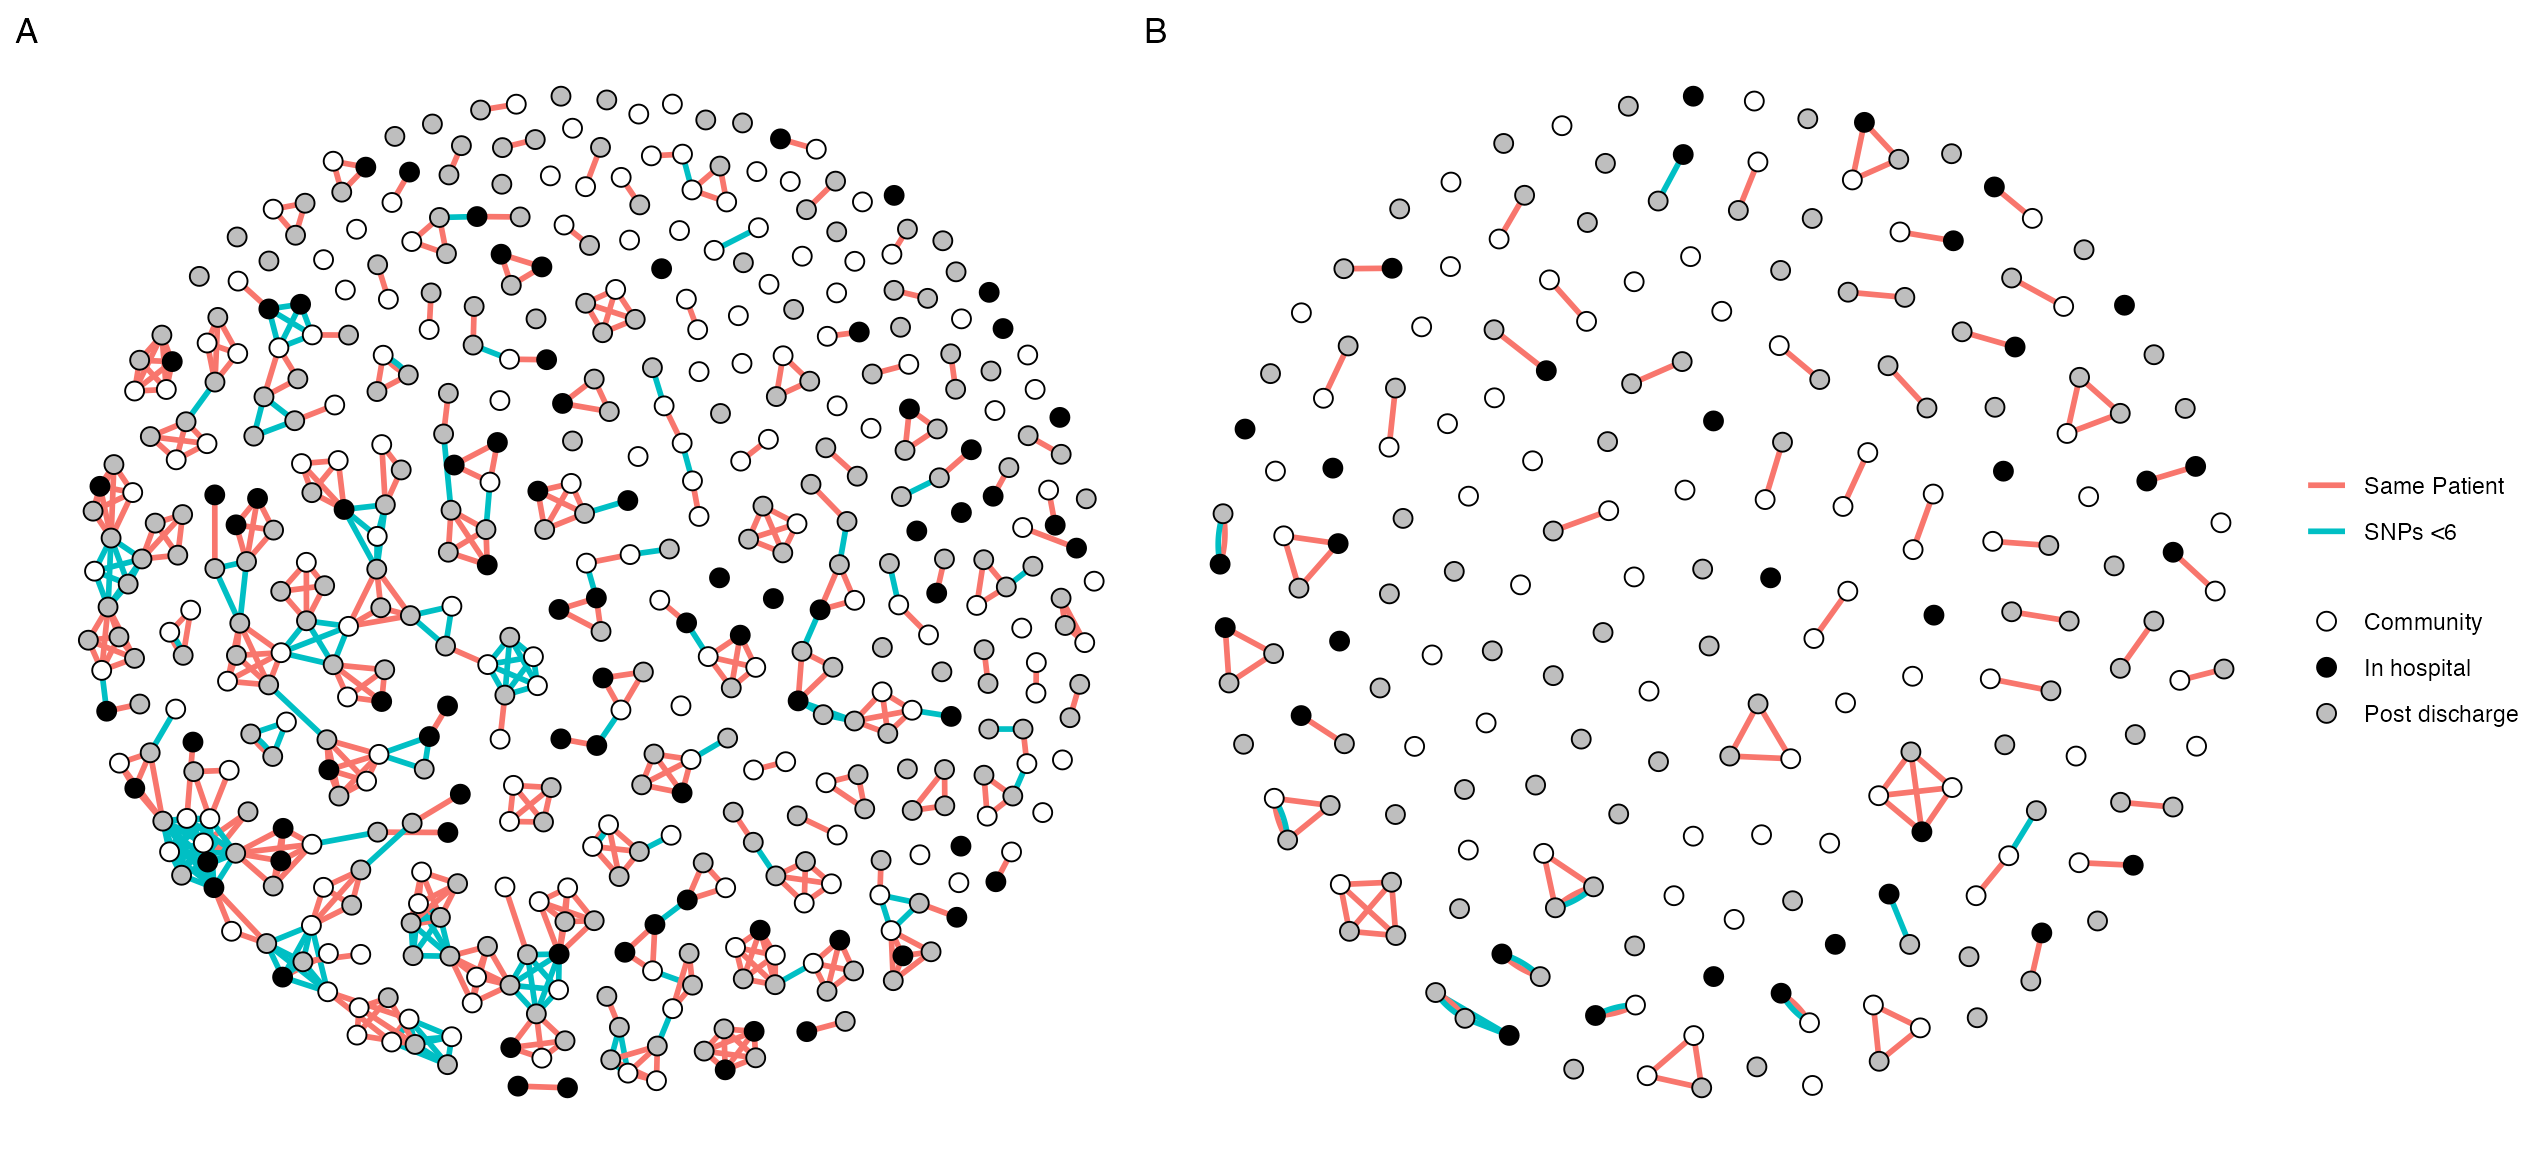 A
B
Same Patient
SNPs <6
Community
In hospital
Post discharge